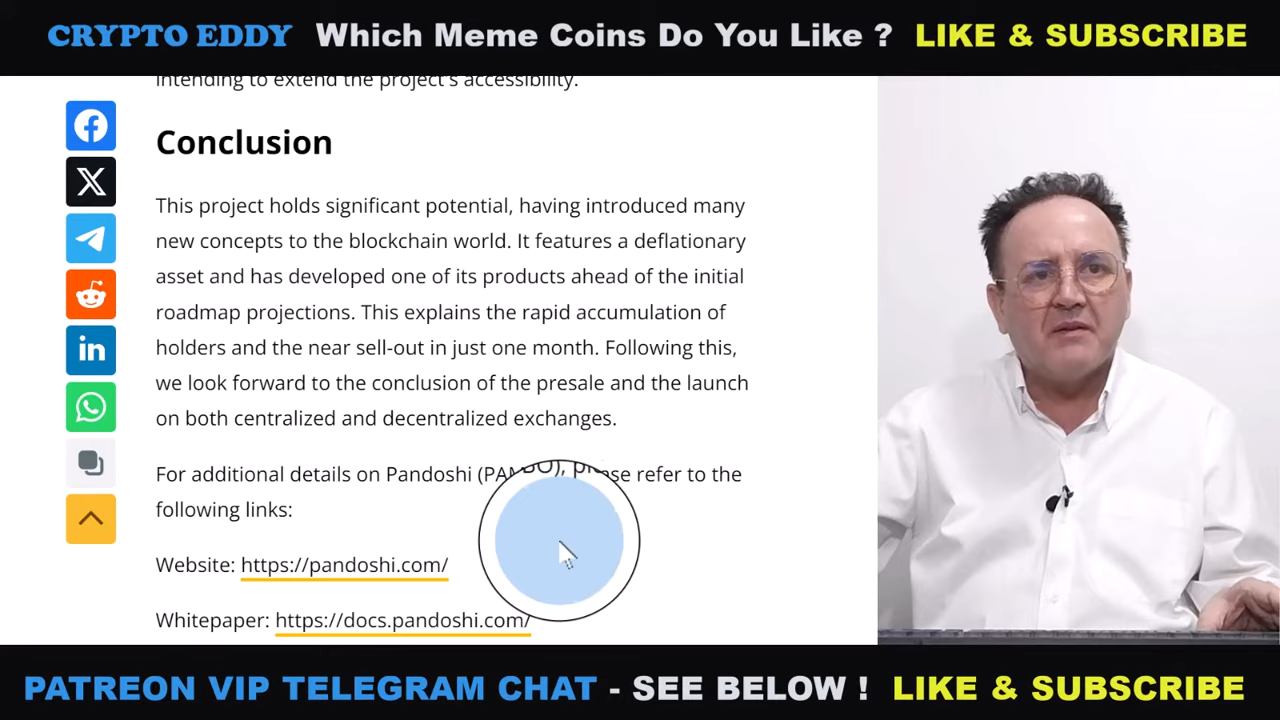 CRYPTO EDDY Which Meme Coins Do You Like ? LIKE & SUBSCRIBE
intending to extend the project's accessibility.
Conclusion
This project holds significant potential, having introduced many
new concepts to the blockchain world. It features a deflationary
asset and has developed one of its products ahead of the initial
roadmap projections. This explains the rapid accumulation of
holders and the near sell-out in just one month. Following this,
we look forward to the conclusion of the presale and the launch
on both centralized and decentralized exchanges.
For additional details on Pandoshi (PAMBO), please refer to the
following links:
Website: https://pandoshi.com/
Whitepaper: https://docs.pandoshi.com/
in
PATREON VIP TELEGRAM CHAT - SEE BELOW ! LIKE & SUBSCRIBE